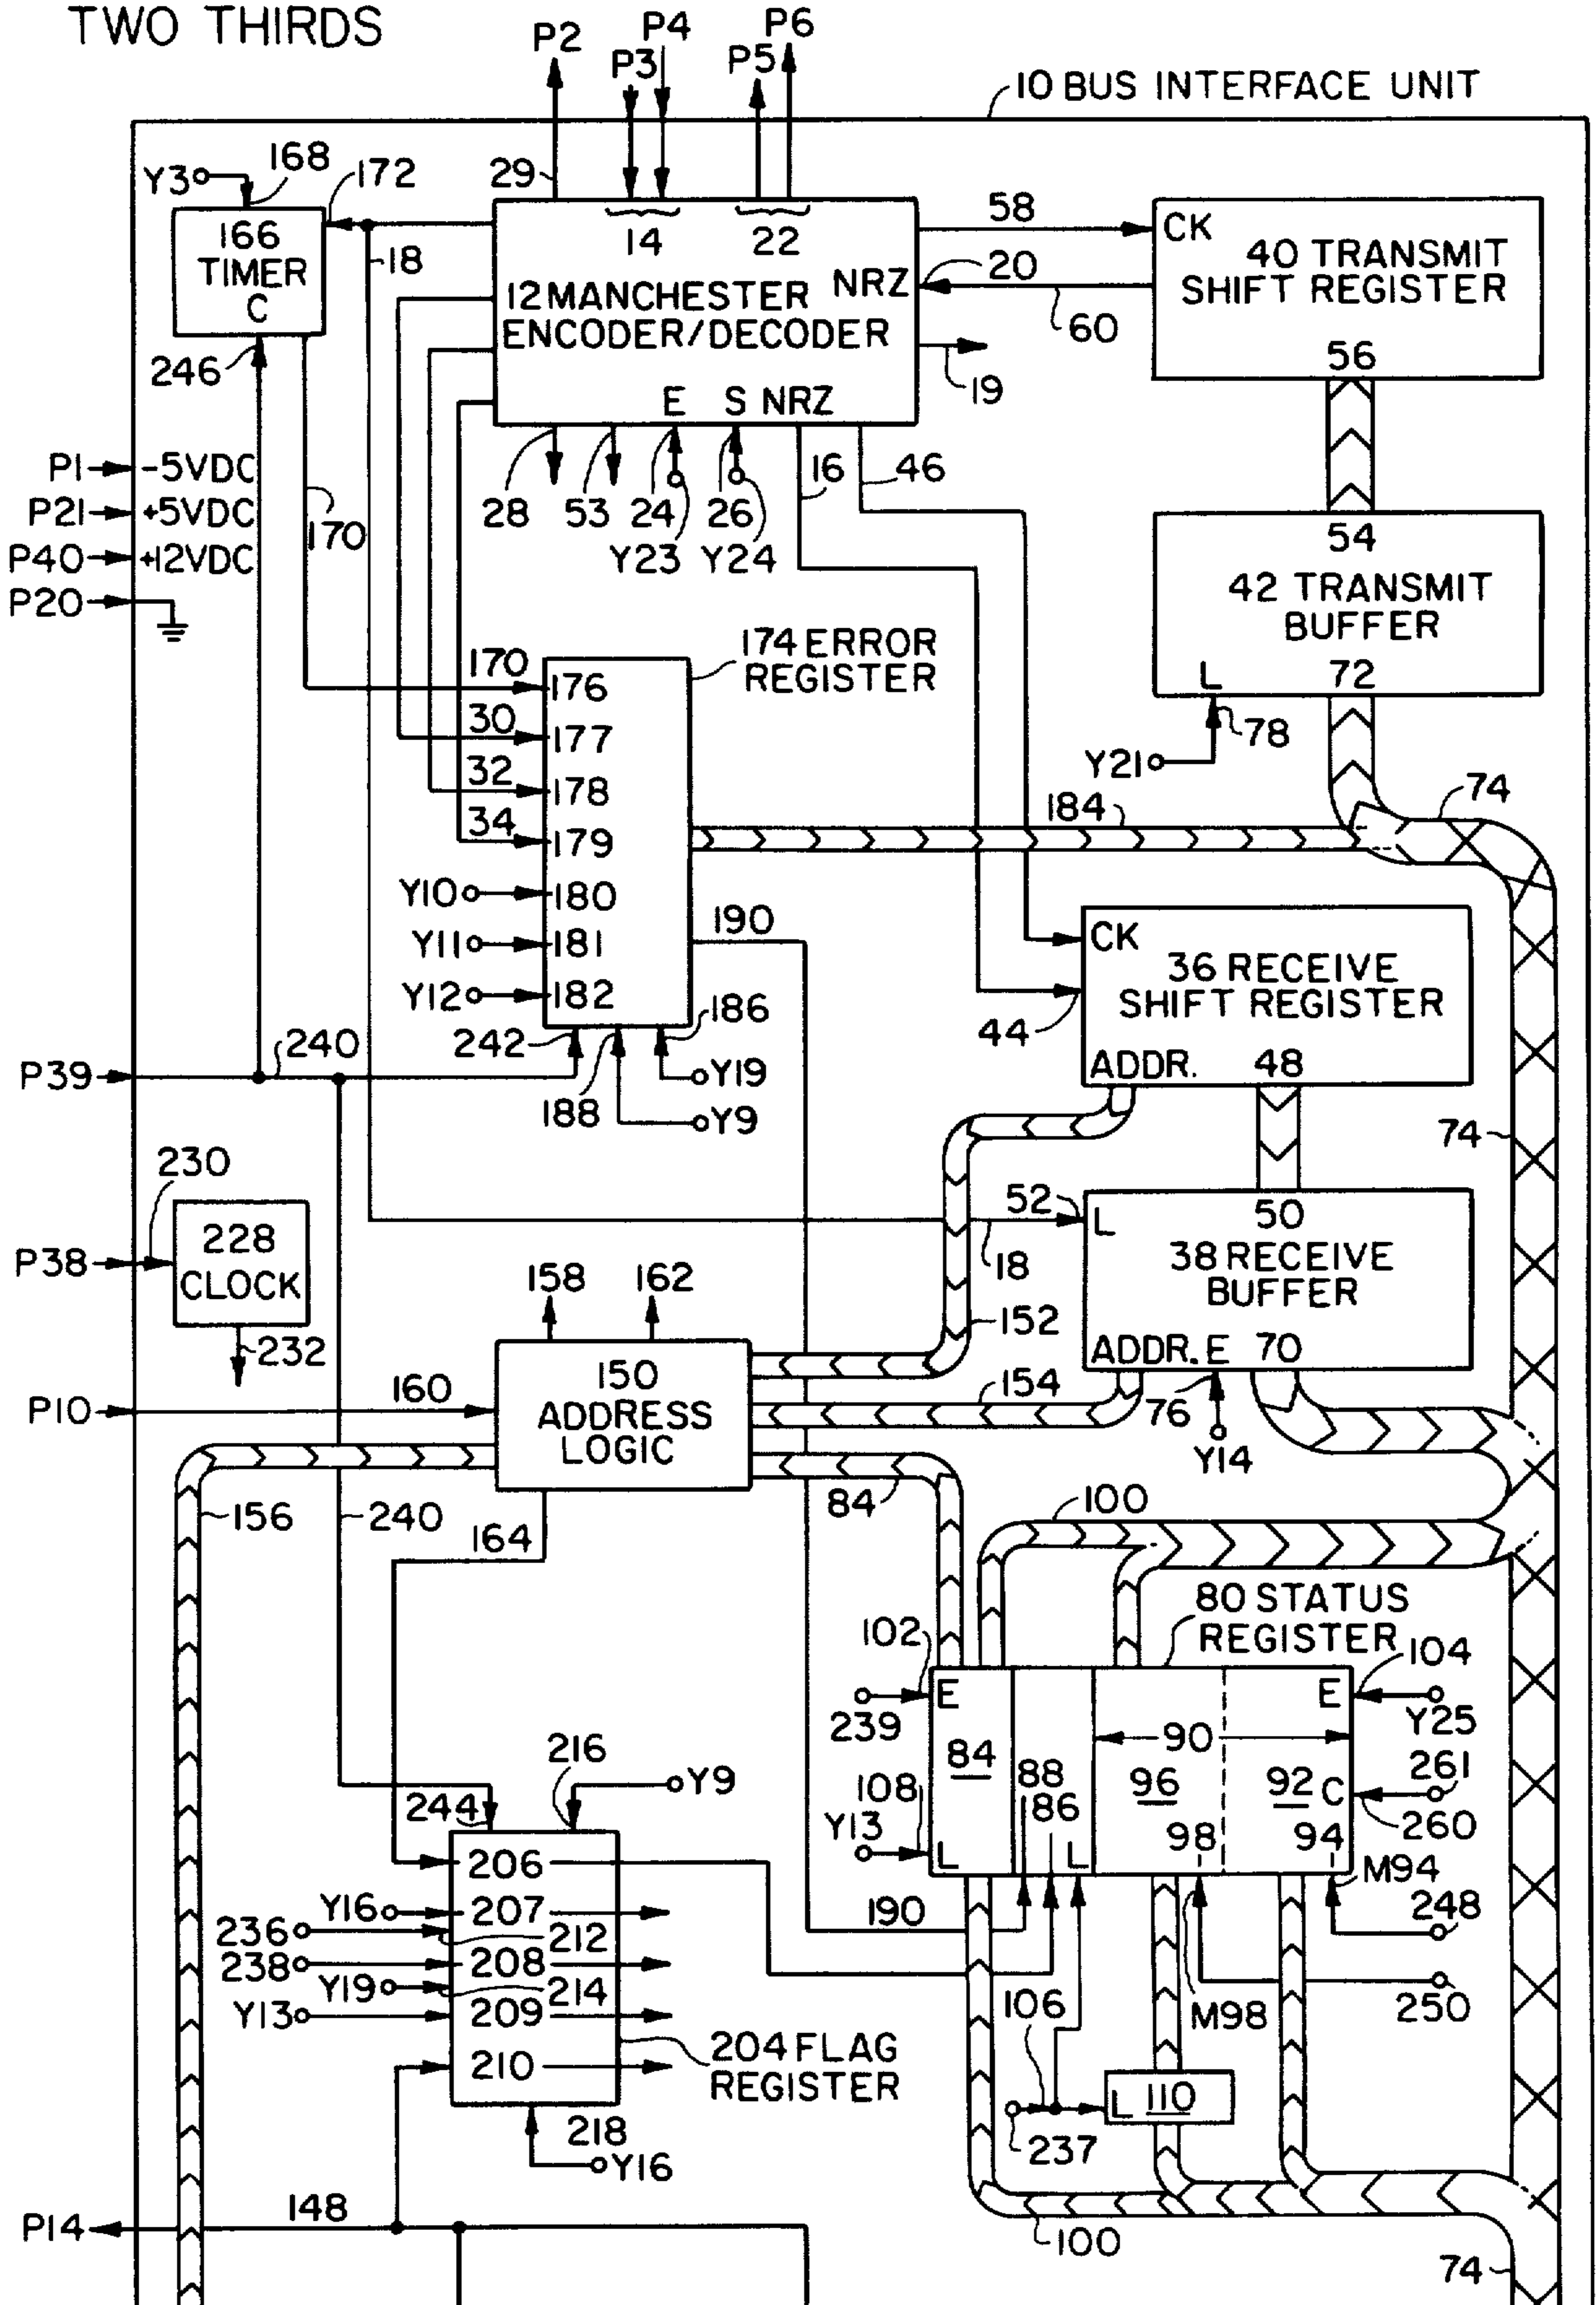 TWO THIRDS
P2
P3
P4
P5
P6
10 BUS INTERFACE UNIT
Y3
168
172
29
166
TIMER
C
18
14
22
58
CK
40 TRANSMIT
SHIFT REGISTER
20
NRZ
60
12 MANCHESTER
ENCODER/DECODER
246
E
S
NRZ
19
56
P1
-5VDC
P21
+5VDC
P40
+12VDC
P20
170
28
53
24
26
Y23
Y24
16
46
54
42 TRANSMIT
BUFFER
L
72
78
Y21
174 ERROR
REGISTER
170
176
30
177
32
178
34
179
Y10
180
Y11
181
Y12
182
184
74
190
CK
36 RECEIVE
SHIFT REGISTER
44
ADDR.
48
242
186
188
Y19
Y9
P39
240
74
230
P38
228
CLOCK
232
52
L
50
18
38 RECEIVE
BUFFER
ADDR.
E
70
76
Y14
158
162
150
ADDRESS
LOGIC
152
154
P10
160
84
156
240
164
100
80 STATUS
REGISTER
102
E
239
84
108
Y13
L
88
86
L
90
96
98
92
94
E
C
104
Y25
261
260
M94
248
250
M98
216
Y9
244
206
Y16
207
236
212
238
208
Y19
214
Y13
209
210
204 FLAG
REGISTER
218
Y16
190
106
L
110
237
100
P14
148
74